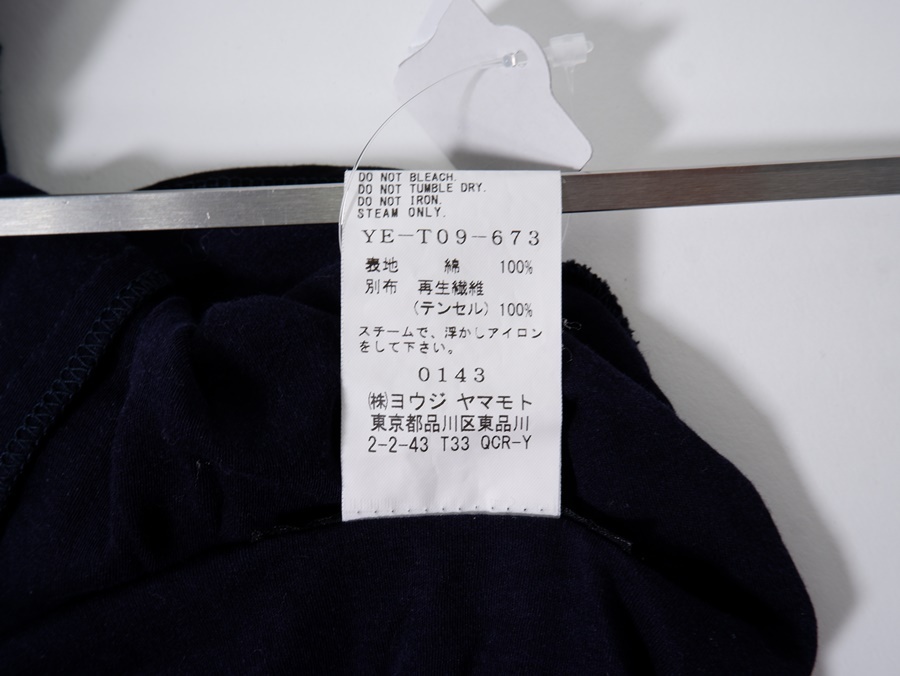 DO NOT BLEACH.
DO NOT TUMBLE DRY.
DO NOT IRON.
STEAM ONLY.
YE-T09-673
表地 綿 100%
別布 再生繊維
(テンセル) 100%
スチームで、浮かしアイロン
をして下さい。
0143
㈱ヨウジ ヤマモト
東京都品川区東品川
2-2-43 T33 QCR-Y